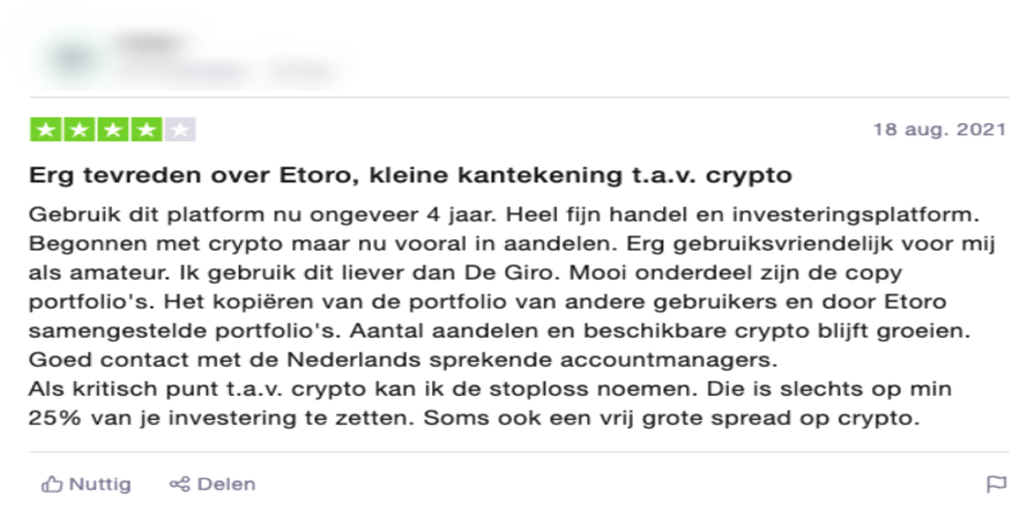 18 aug. 2021
Erg tevreden over Etoro, kleine kantekening t.a.v. crypto
Gebruik dit platform nu ongeveer 4 jaar. Heel fijn handel en investeringsplatform.
Begonnen met crypto maar nu vooral in aandelen. Erg gebruiksvriendelijk voor mij
als amateur. Ik gebruik dit liever dan De Giro. Mooi onderdeel zijn de copy
portfolio's. Het kopiëren van de portfolio van andere gebruikers en door Etoro
samengestelde portfolio's. Aantal aandelen en beschikbare crypto blijft groeien.
Goed contact met de Nederlands sprekende accountmanagers.
Als kritisch punt t.a.v. crypto kan ik de stoploss noemen. Die is slechts op min
25% van je investering te zetten. Soms ook een vrij grote spread op crypto.
Nuttig Delen